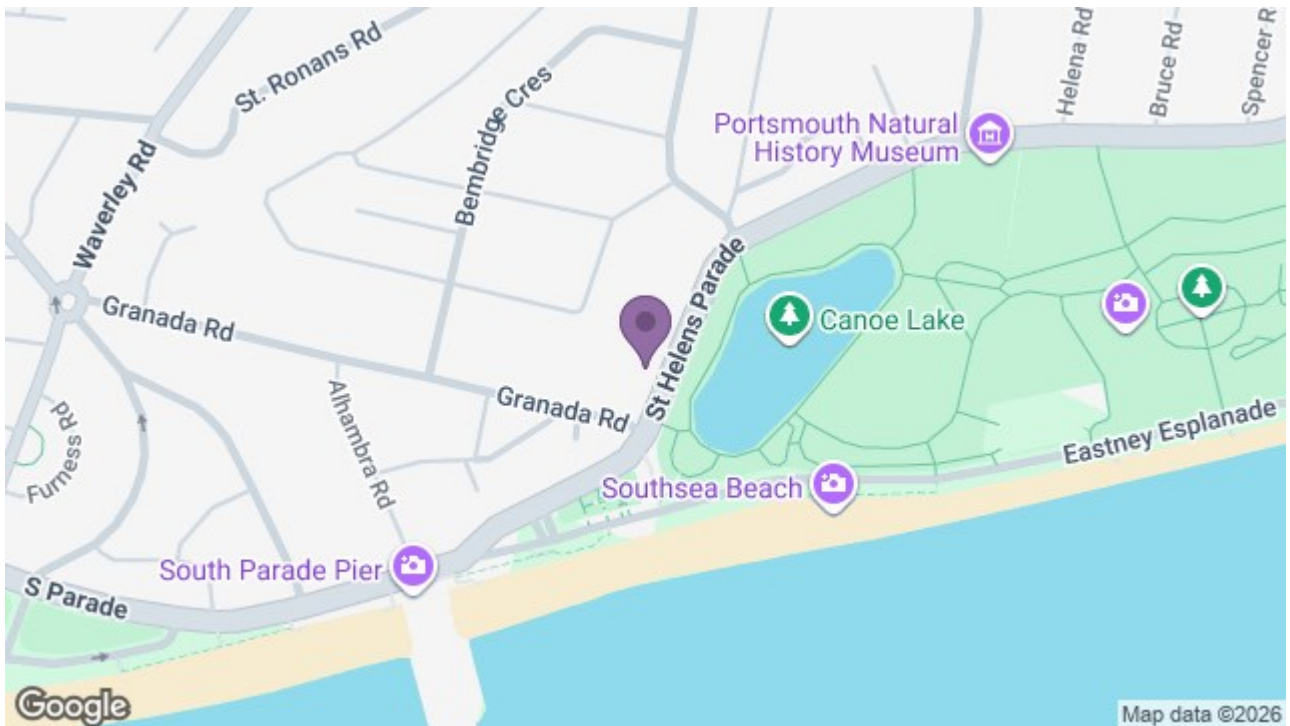 St. Ronans Rd
Bembridge Cres
Waverley Rd
Helena Rd
Bruce Rd
Spencer R
Portsmouth Natural
History Museum
St Helens Parade
Granada Rd
Canoe Lake
Granada Rd
Alhambra Rd
Furness Rd
Eastney Esplanade
Southsea Beach
South Parade Pier
S Parade
Google
Map data ©2026